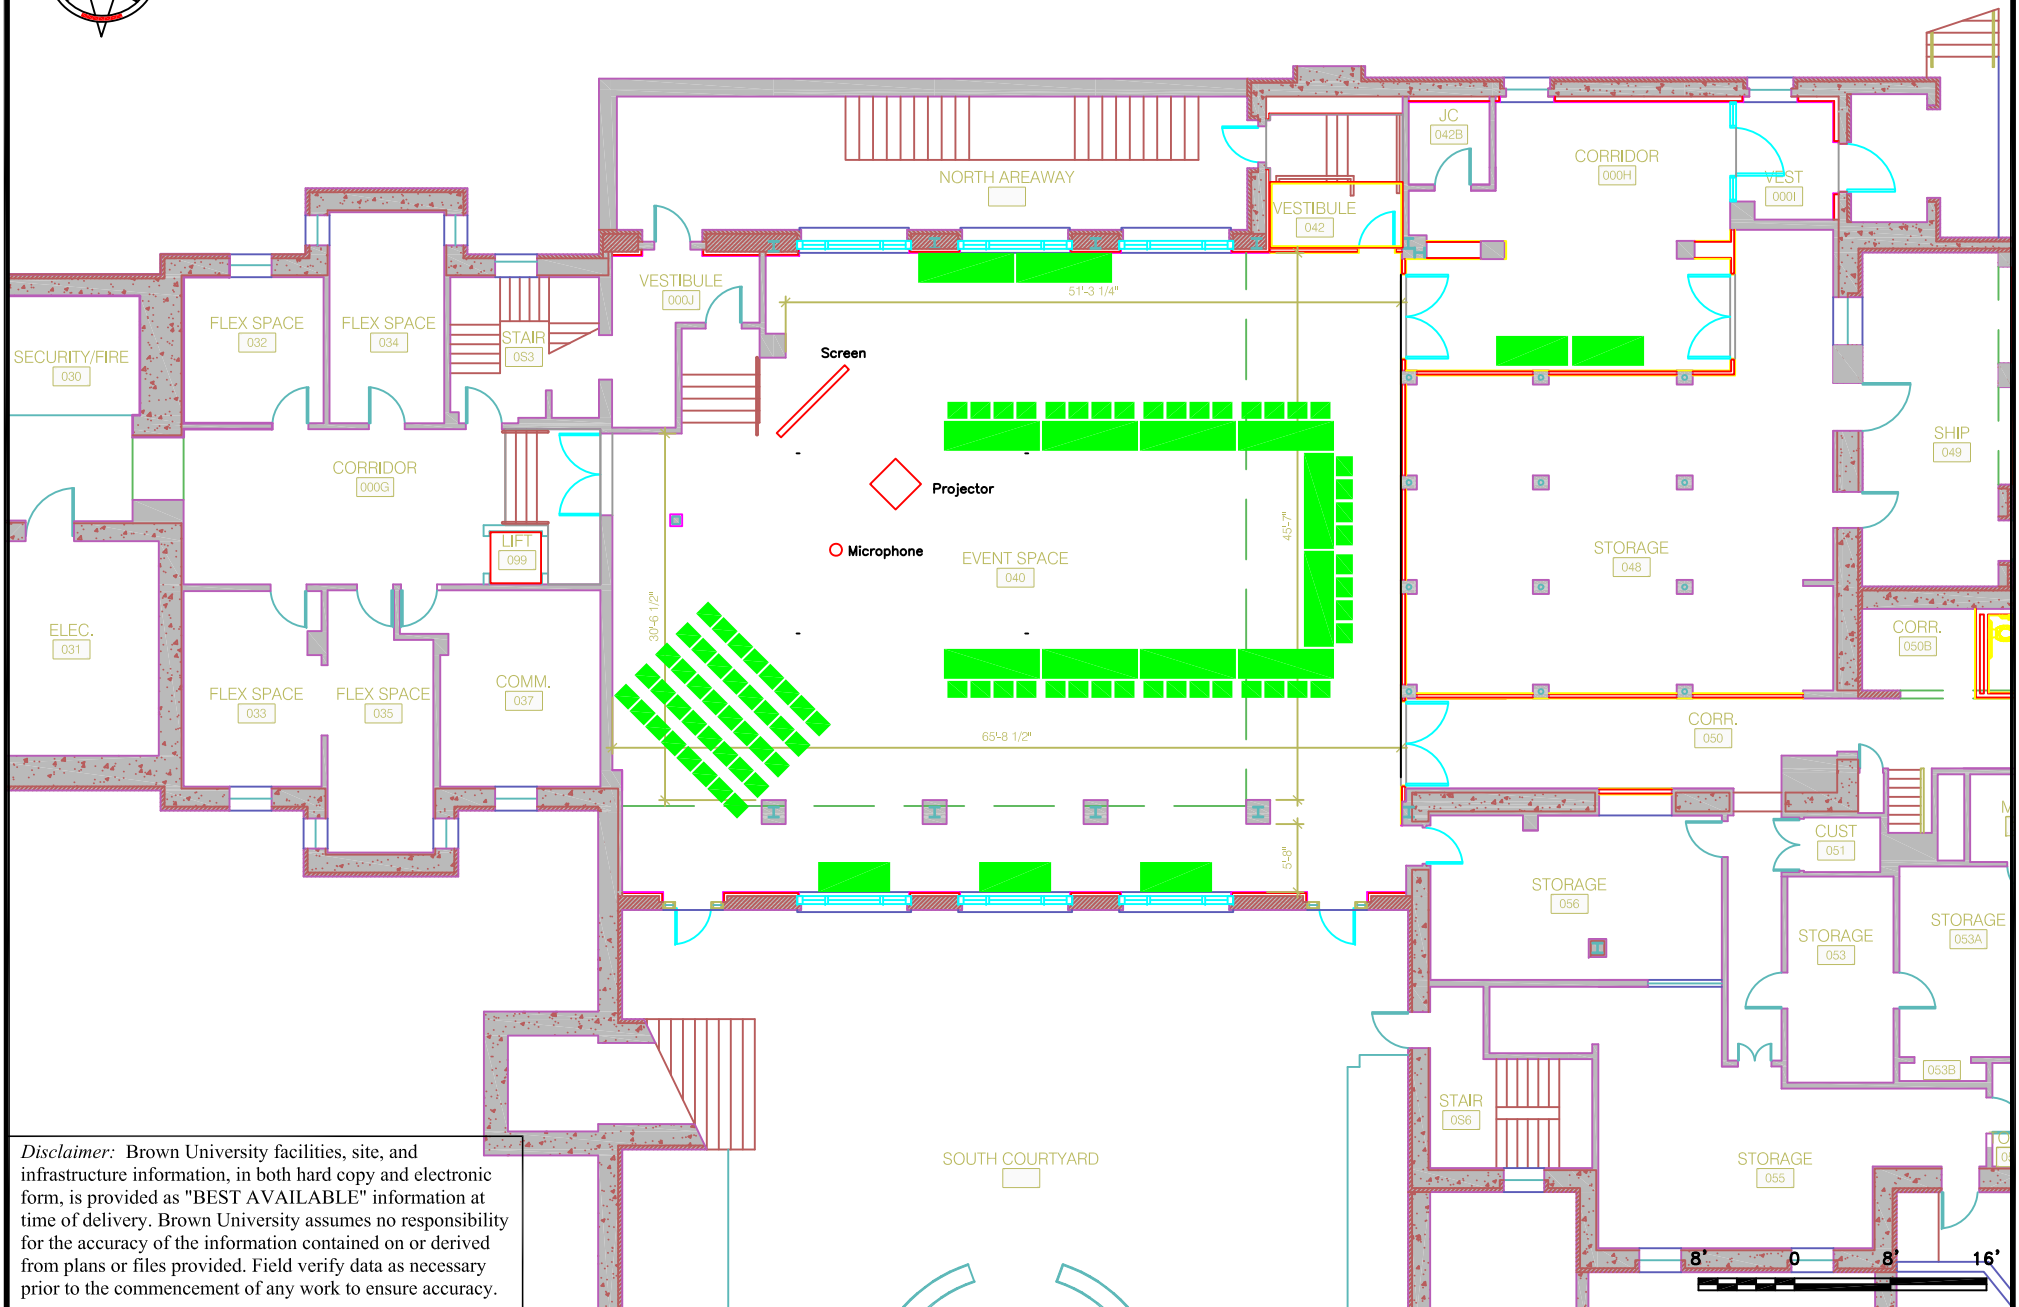 JC
042B
CORRIDOR
000H
NORTH AREAWAY
VEST
000I
VESTIBULE
042
VESTIBULE
000J
51'-3 1/4"
FLEX SPACE
032
FLEX SPACE
034
STAIR
0S3
SECURITY/FIRE
030
Screen
SHIP
049
CORRIDOR
000G
Projector
45'-7"
LIFT
099
Microphone
EVENT SPACE
040
STORAGE
048
30'-6 1/2"
ELEC.
031
CORR.
050B
FLEX SPACE
033
FLEX SPACE
035
COMM.
037
CORR.
050
65'-8 1/2"
CUST
051
5'-8"
STORAGE
056
STORAGE
053A
STORAGE
053
053B
STAIR
0S6
SOUTH COURTYARD
STORAGE
055
Disclaimer: Brown University facilities, site, and
infrastructure information, in both hard copy and electronic
form, is provided as "BEST AVAILABLE" information at
time of delivery. Brown University assumes no responsibility
for the accuracy of the information contained on or derived
from plans or files provided. Field verify data as necessary
prior to the commencement of any work to ensure accuracy.
8' 0 8' 16'